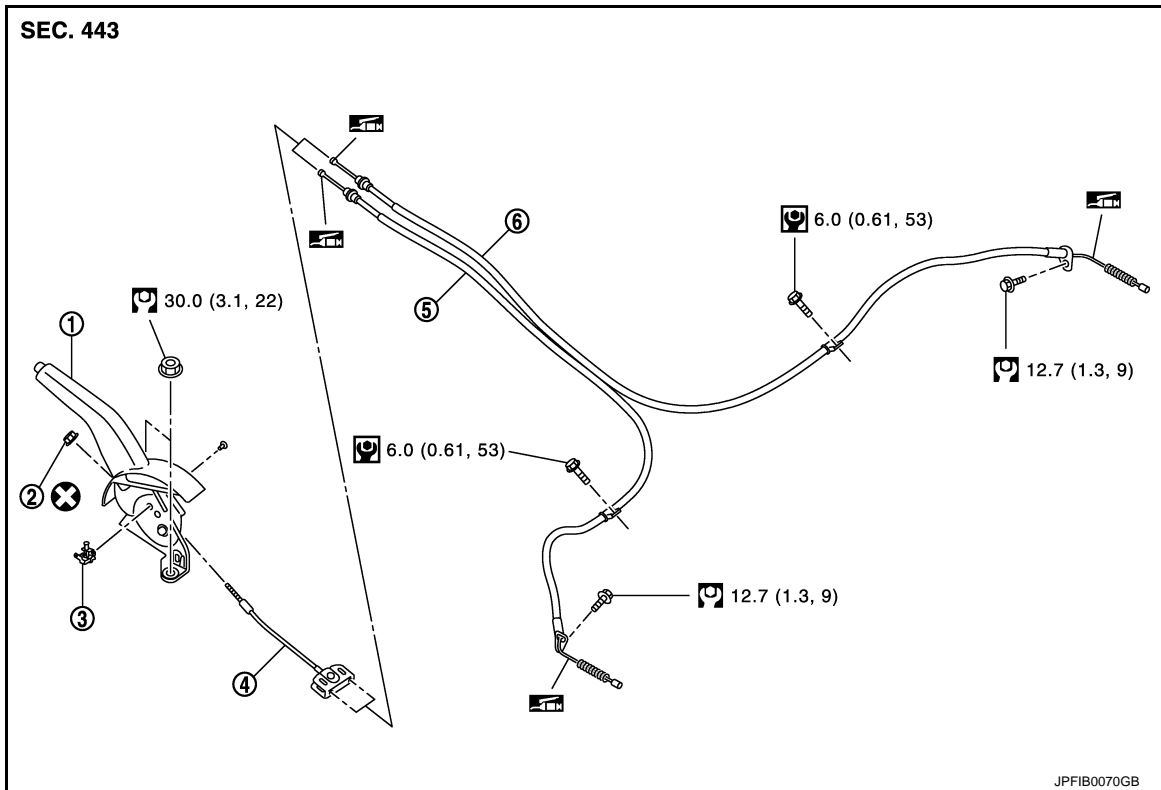 SEC. 443
6
6.0 (0.61, 53)
5
30.0 (3.1, 22)
1
12.7 (1.3, 9)
6.0 (0.61, 53)
2
12.7 (1.3, 9)
3
4
JPFIB0070GB